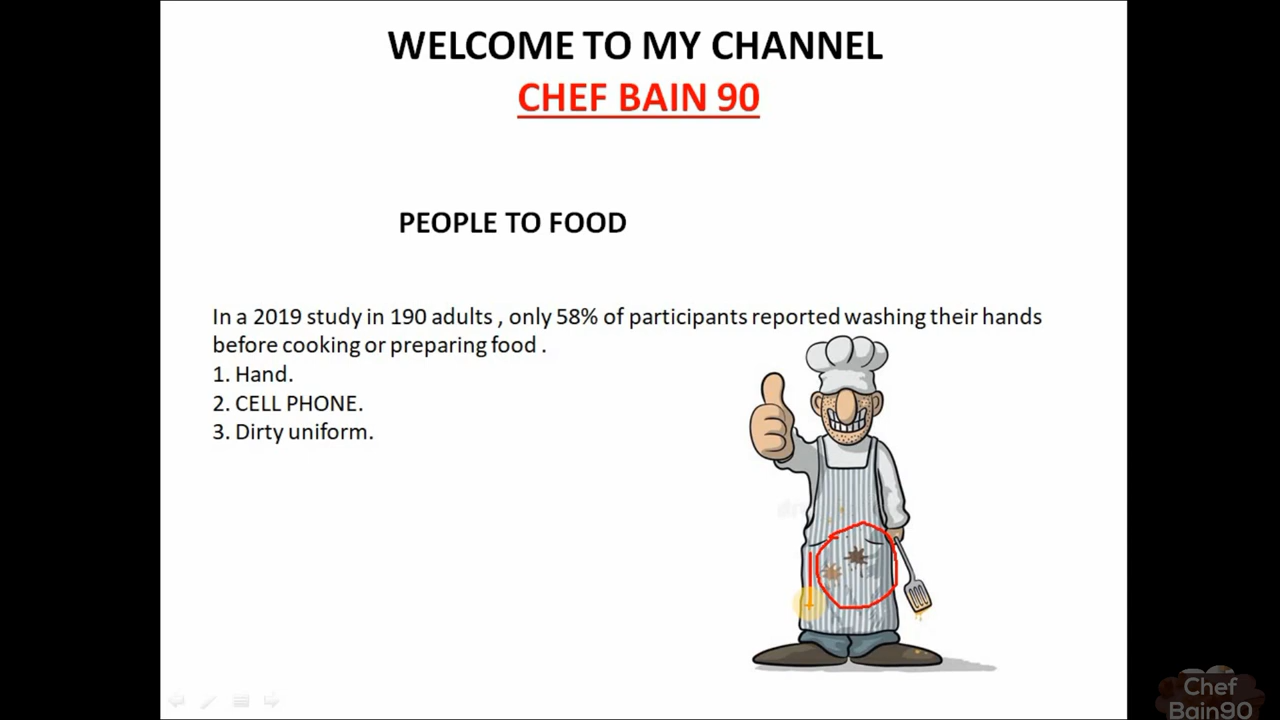 WELCOME TO MY CHANNEL
CHEF BAIN 90
PEOPLE TO FOOD
In a 2019 study in 190 adults , only 58% of participants reported washing their hands
before cooking or preparing food .
1. Hand.
2. CELL PHONE.
3. Dirty uniform.
Chef
Bain90